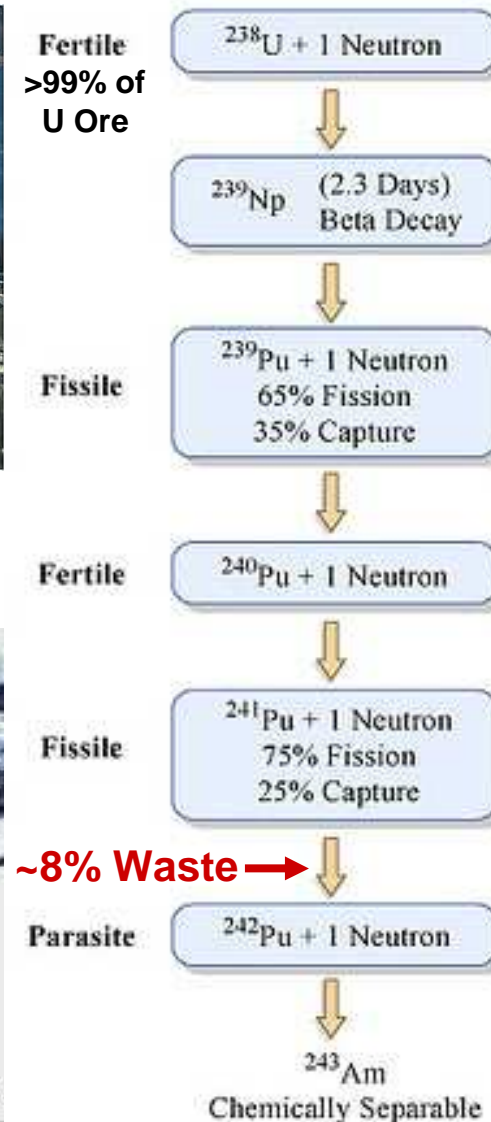 Fertile
>99% of
U Ore
²³⁸U + 1 Neutron
²³⁹Np (2.3 Days)
Beta Decay
Fissile
²³⁹Pu + 1 Neutron
65% Fission
35% Capture
Fertile
²⁴⁰Pu + 1 Neutron
Fissile
²⁴¹Pu + 1 Neutron
75% Fission
25% Capture
~8% Waste
Parasite
²⁴²Pu + 1 Neutron
²⁴³Am
Chemically Separable